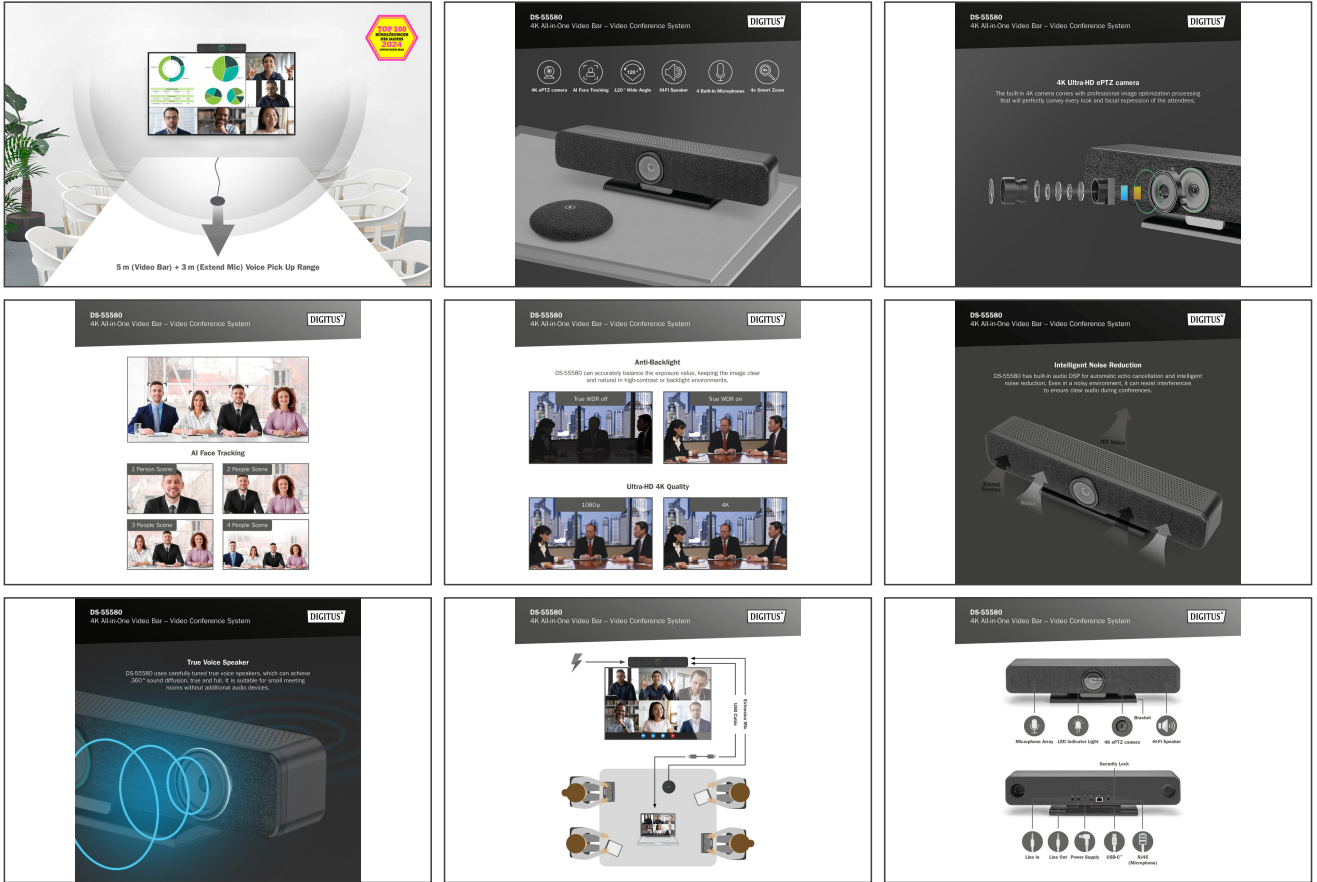 TOP 100
BÜROLÖSUNGEN
DES JAHRES
2024
5 m (Video Bar) + 3 m (Extend Mic) Voice Pick Up Range
DS-55580
4K All-in-One Video Bar – Video Conference System
DIGITUS®
4K ePTZ camera
AI Face Tracking
120°
120° Wide Angle
Hi-Fi Speaker
4 Built-in Microphones
4x
4x Smart Zoom
DS-55580
4K All-in-One Video Bar – Video Conference System
DIGITUS®
4K Ultra-HD ePTZ camera
The built-in 4K camera comes with professional image optimization processing
that will perfectly convey every look and facial expression of the attendees.
DS-55580
4K All-in-One Video Bar – Video Conference System
DIGITUS®
AI Face Tracking
1 Person Scene
2 People Scene
3 People Scene
4 People Scene
DS-55580
4K All-in-One Video Bar – Video Conference System
DIGITUS®
Anti-Backlight
DS-55580 can accurately balance the exposure value, keeping the image clear
and natural in high-contrast or backlight environments.
True WDR off
True WDR on
Ultra-HD 4K Quality
1080p
4K
DS-55580
4K All-in-One Video Bar – Video Conference System
DIGITUS®
Intelligent Noise Reduction
DS-55580 has built-in audio DSP for automatic echo cancellation and intelligent
noise reduction. Even in a noisy environment, it can resist interferences
to ensure clear audio during conferences.
HD Voice
Sound
Source
Noise
DS-55580
4K All-in-One Video Bar – Video Conference System
DIGITUS®
True Voice Speaker
DS-55580 uses carefully tuned true voice speakers, which can achieve
360° sound diffusion, true and full. It is suitable for small meeting
rooms without additional audio devices.
DS-55580
4K All-in-One Video Bar – Video Conference System
DIGITUS®
USB Cable
Extension Mic
DS-55580
4K All-in-One Video Bar – Video Conference System
DIGITUS®
Bracket
Microphone Array
LED Indicator Light
4K ePTZ camera
Hi-Fi Speaker
Security Lock
Line In
Line Out
Power Supply
USB-C™
RJ45
(Microphone)